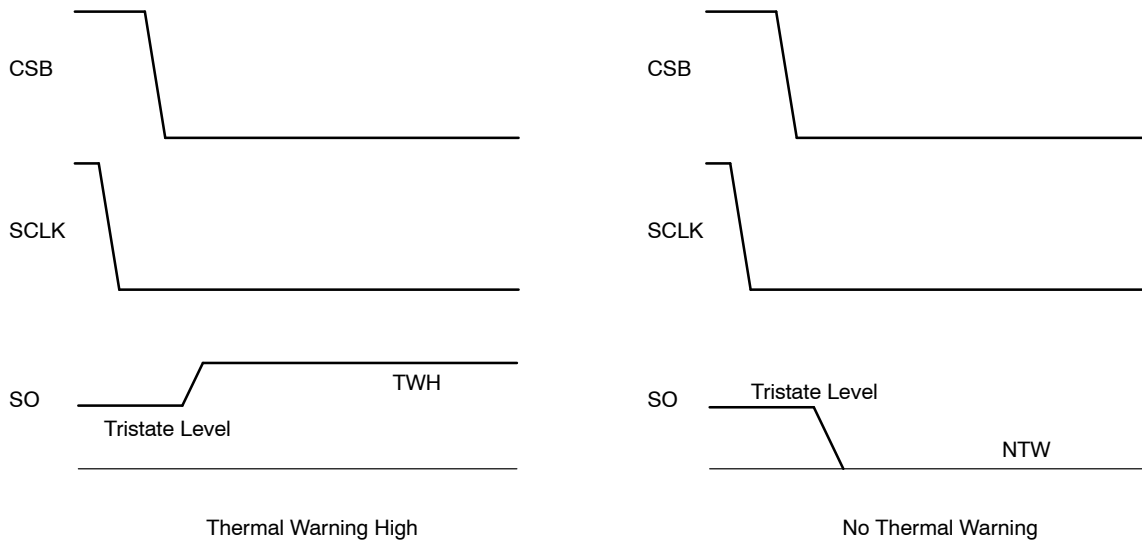 CSB
SCLK
SO
TWH
Tristate Level
Thermal Warning High
CSB
SCLK
SO
Tristate Level
NTW
No Thermal Warning